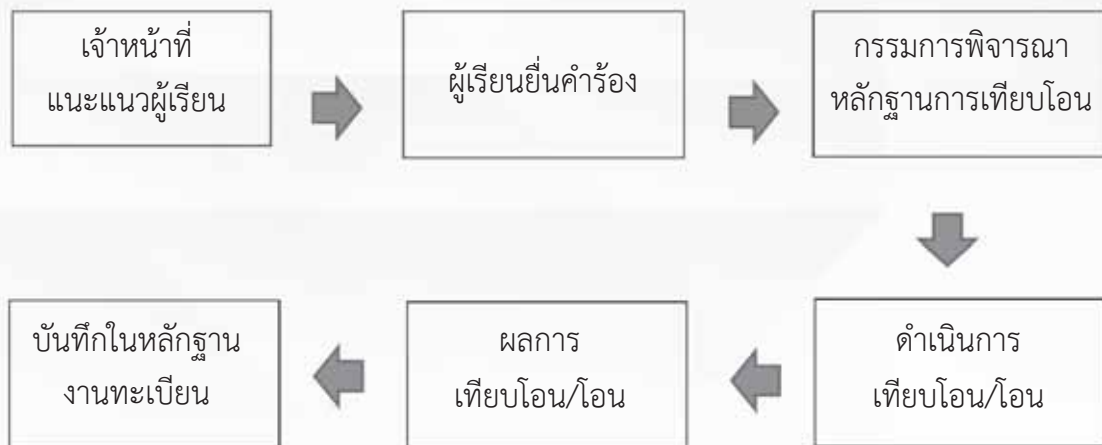 เจ้าหน้าที่
แนะแนวผู้เรียน
ผู้เรียนยื่นคำร้อง
กรรมการพิจารณา
หลักฐานการเทียบโอน
ดำเนินการ
เทียบโอน/โอน
ผลการ
เทียบโอน/โอน
บันทึกในหลักฐาน
งานทะเบียน